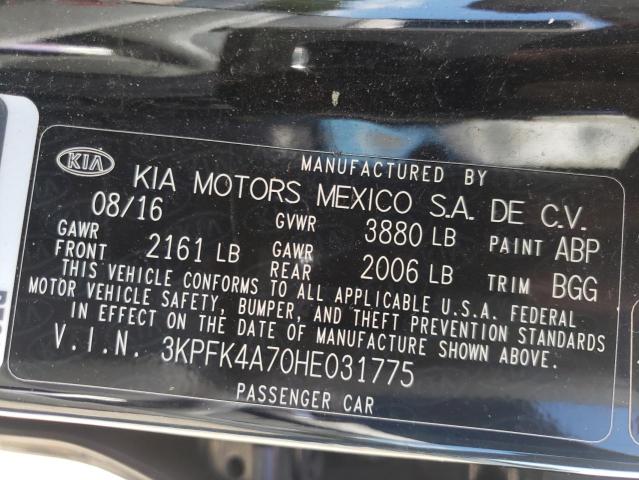 MANUFACTURED BY
KIA KIA MOTORS MEXICO S.A. DE C.V.
08/16 GVWR 3880 LB PAINT ABP
GAWR FRONT 2161 LB GAWR REAR 2006 LB TRIM BGG
THIS VEHICLE CONFORMS TO ALL APPLICABLE U.S.A. FEDERAL
MOTOR VEHICLE SAFETY, BUMPER, AND THEFT PREVENTION STANDARDS
IN EFFECT ON THE DATE OF MANUFACTURE SHOWN ABOVE.
V.I.N. 3KPFK4A70HE031775
PASSENGER CAR